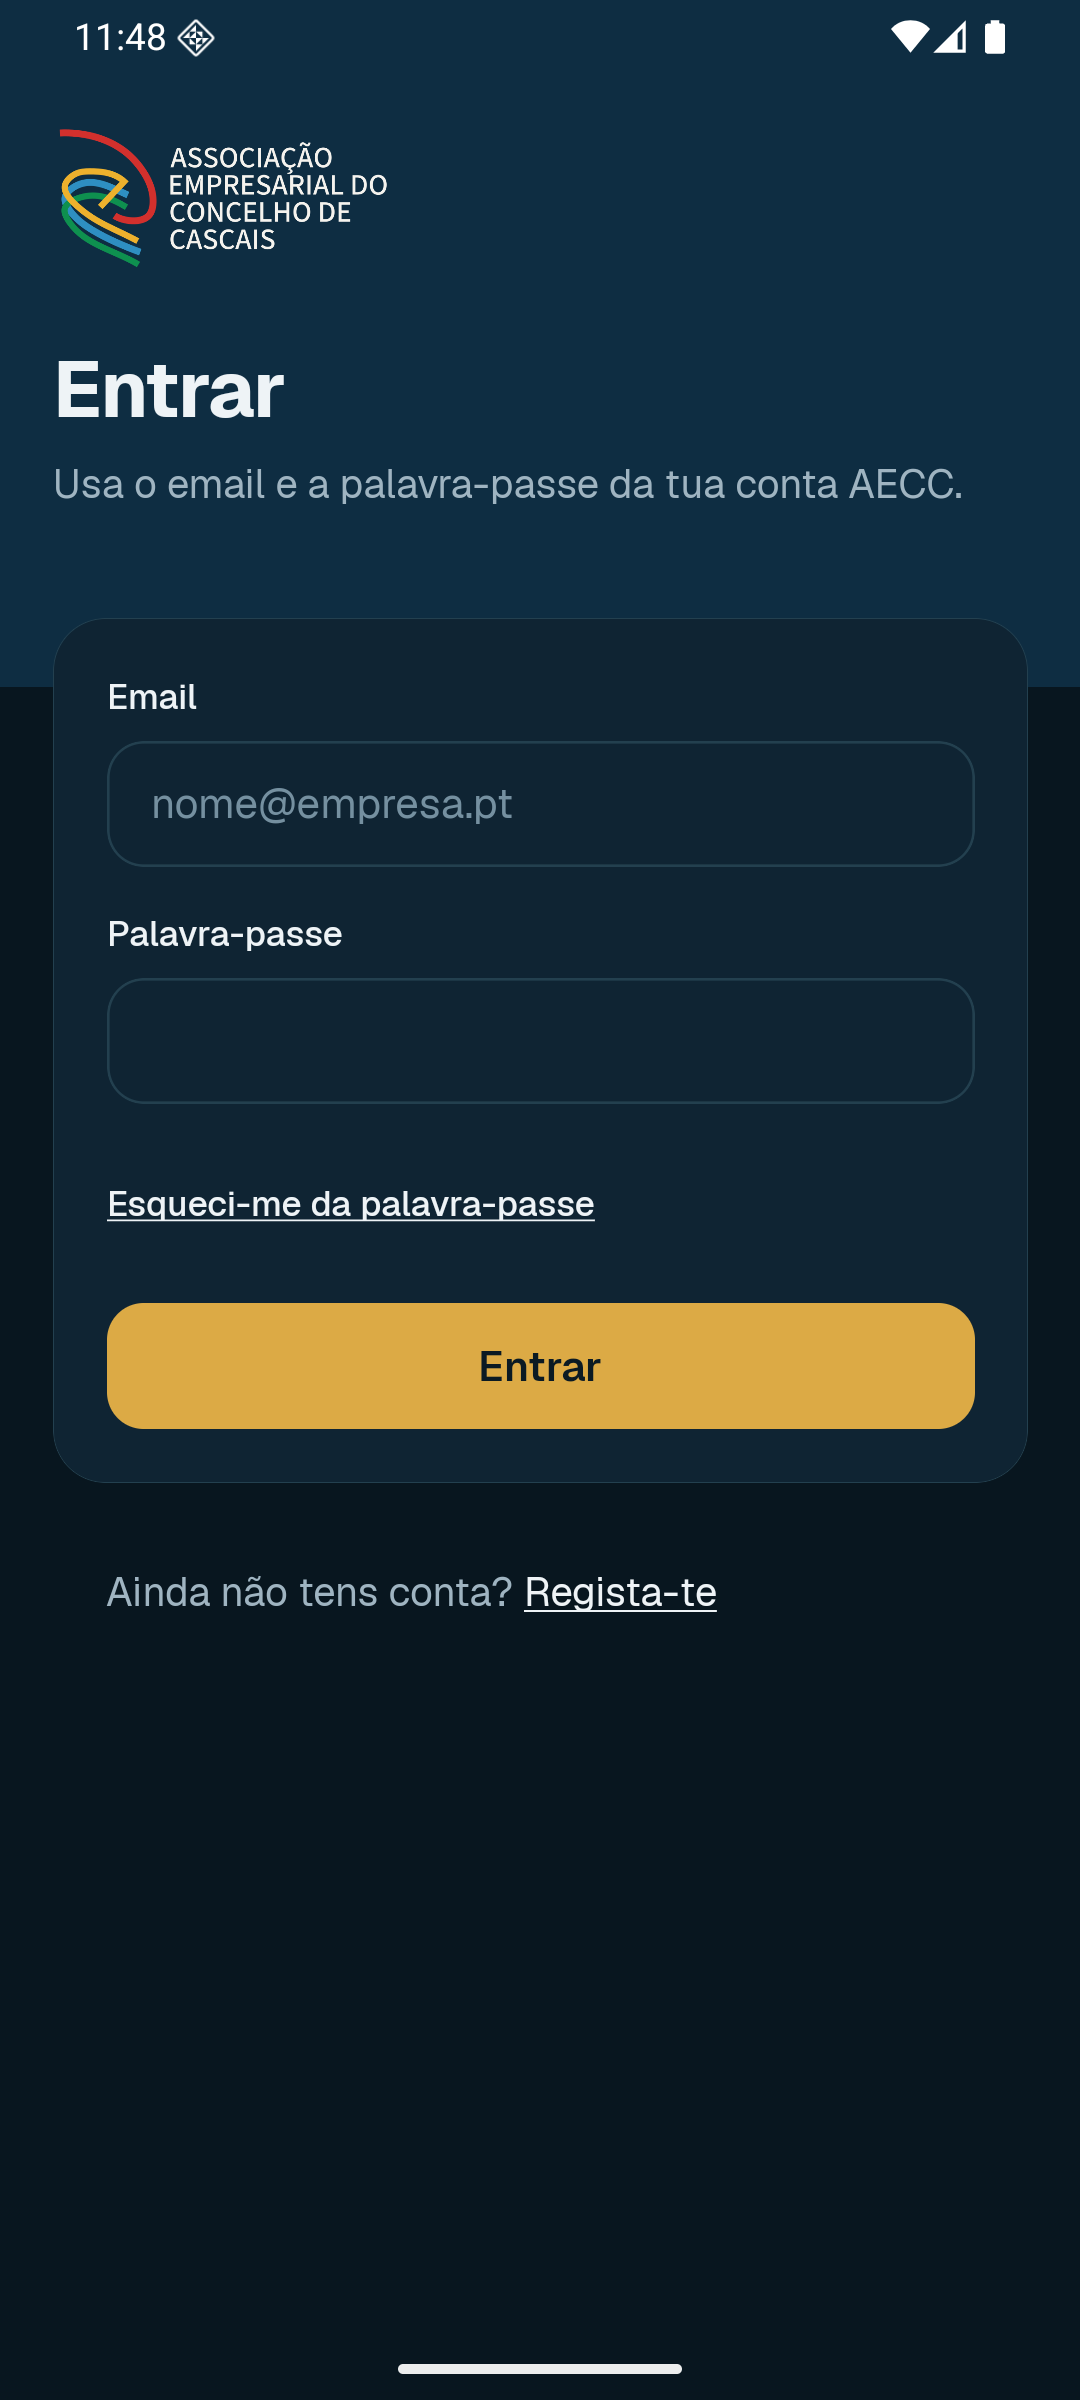 11:48
ASSOCIAÇÃO
EMPRESARIAL DO
CONCELHO DE
CASCAIS
Entrar
Usa o email e a palavra-passe da tua conta AECC.
Email
nome@empresa.pt
Palavra-passe
Esqueci-me da palavra-passe
Entrar
Ainda não tens conta? Regista-te